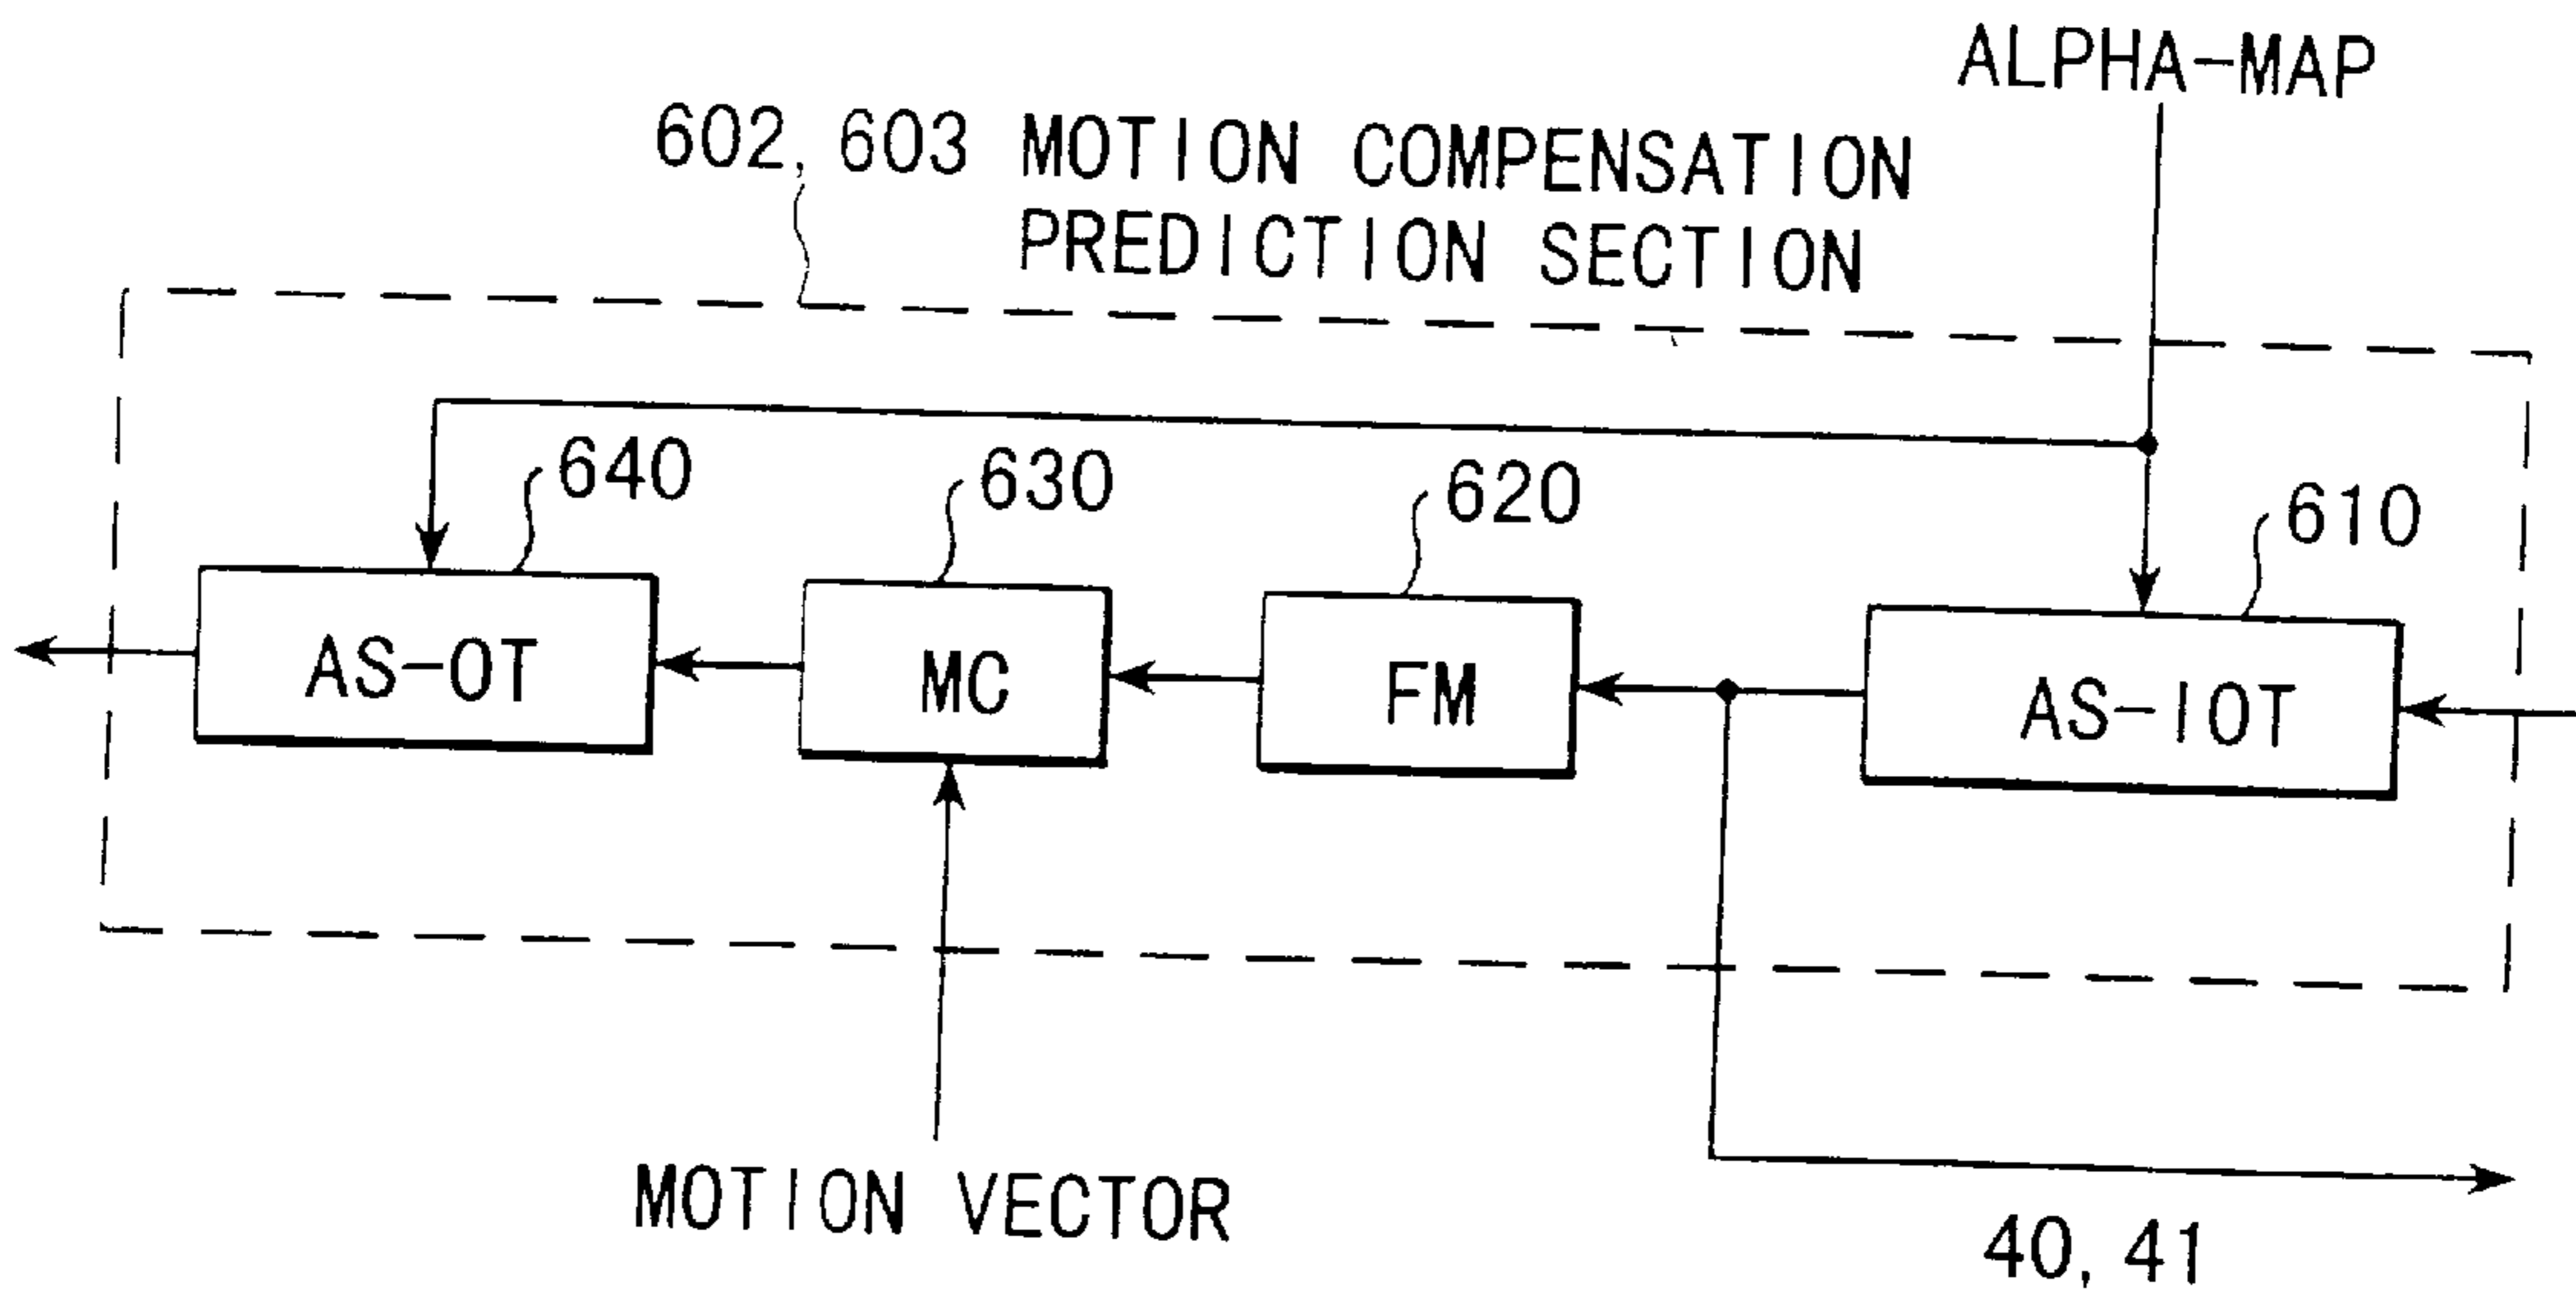 ALPHA-MAP
602, 603 MOTION COMPENSATION
PREDICTION SECTION
640
630
620
610
AS-OT
MC
FM
AS-IOT
MOTION VECTOR
40, 41